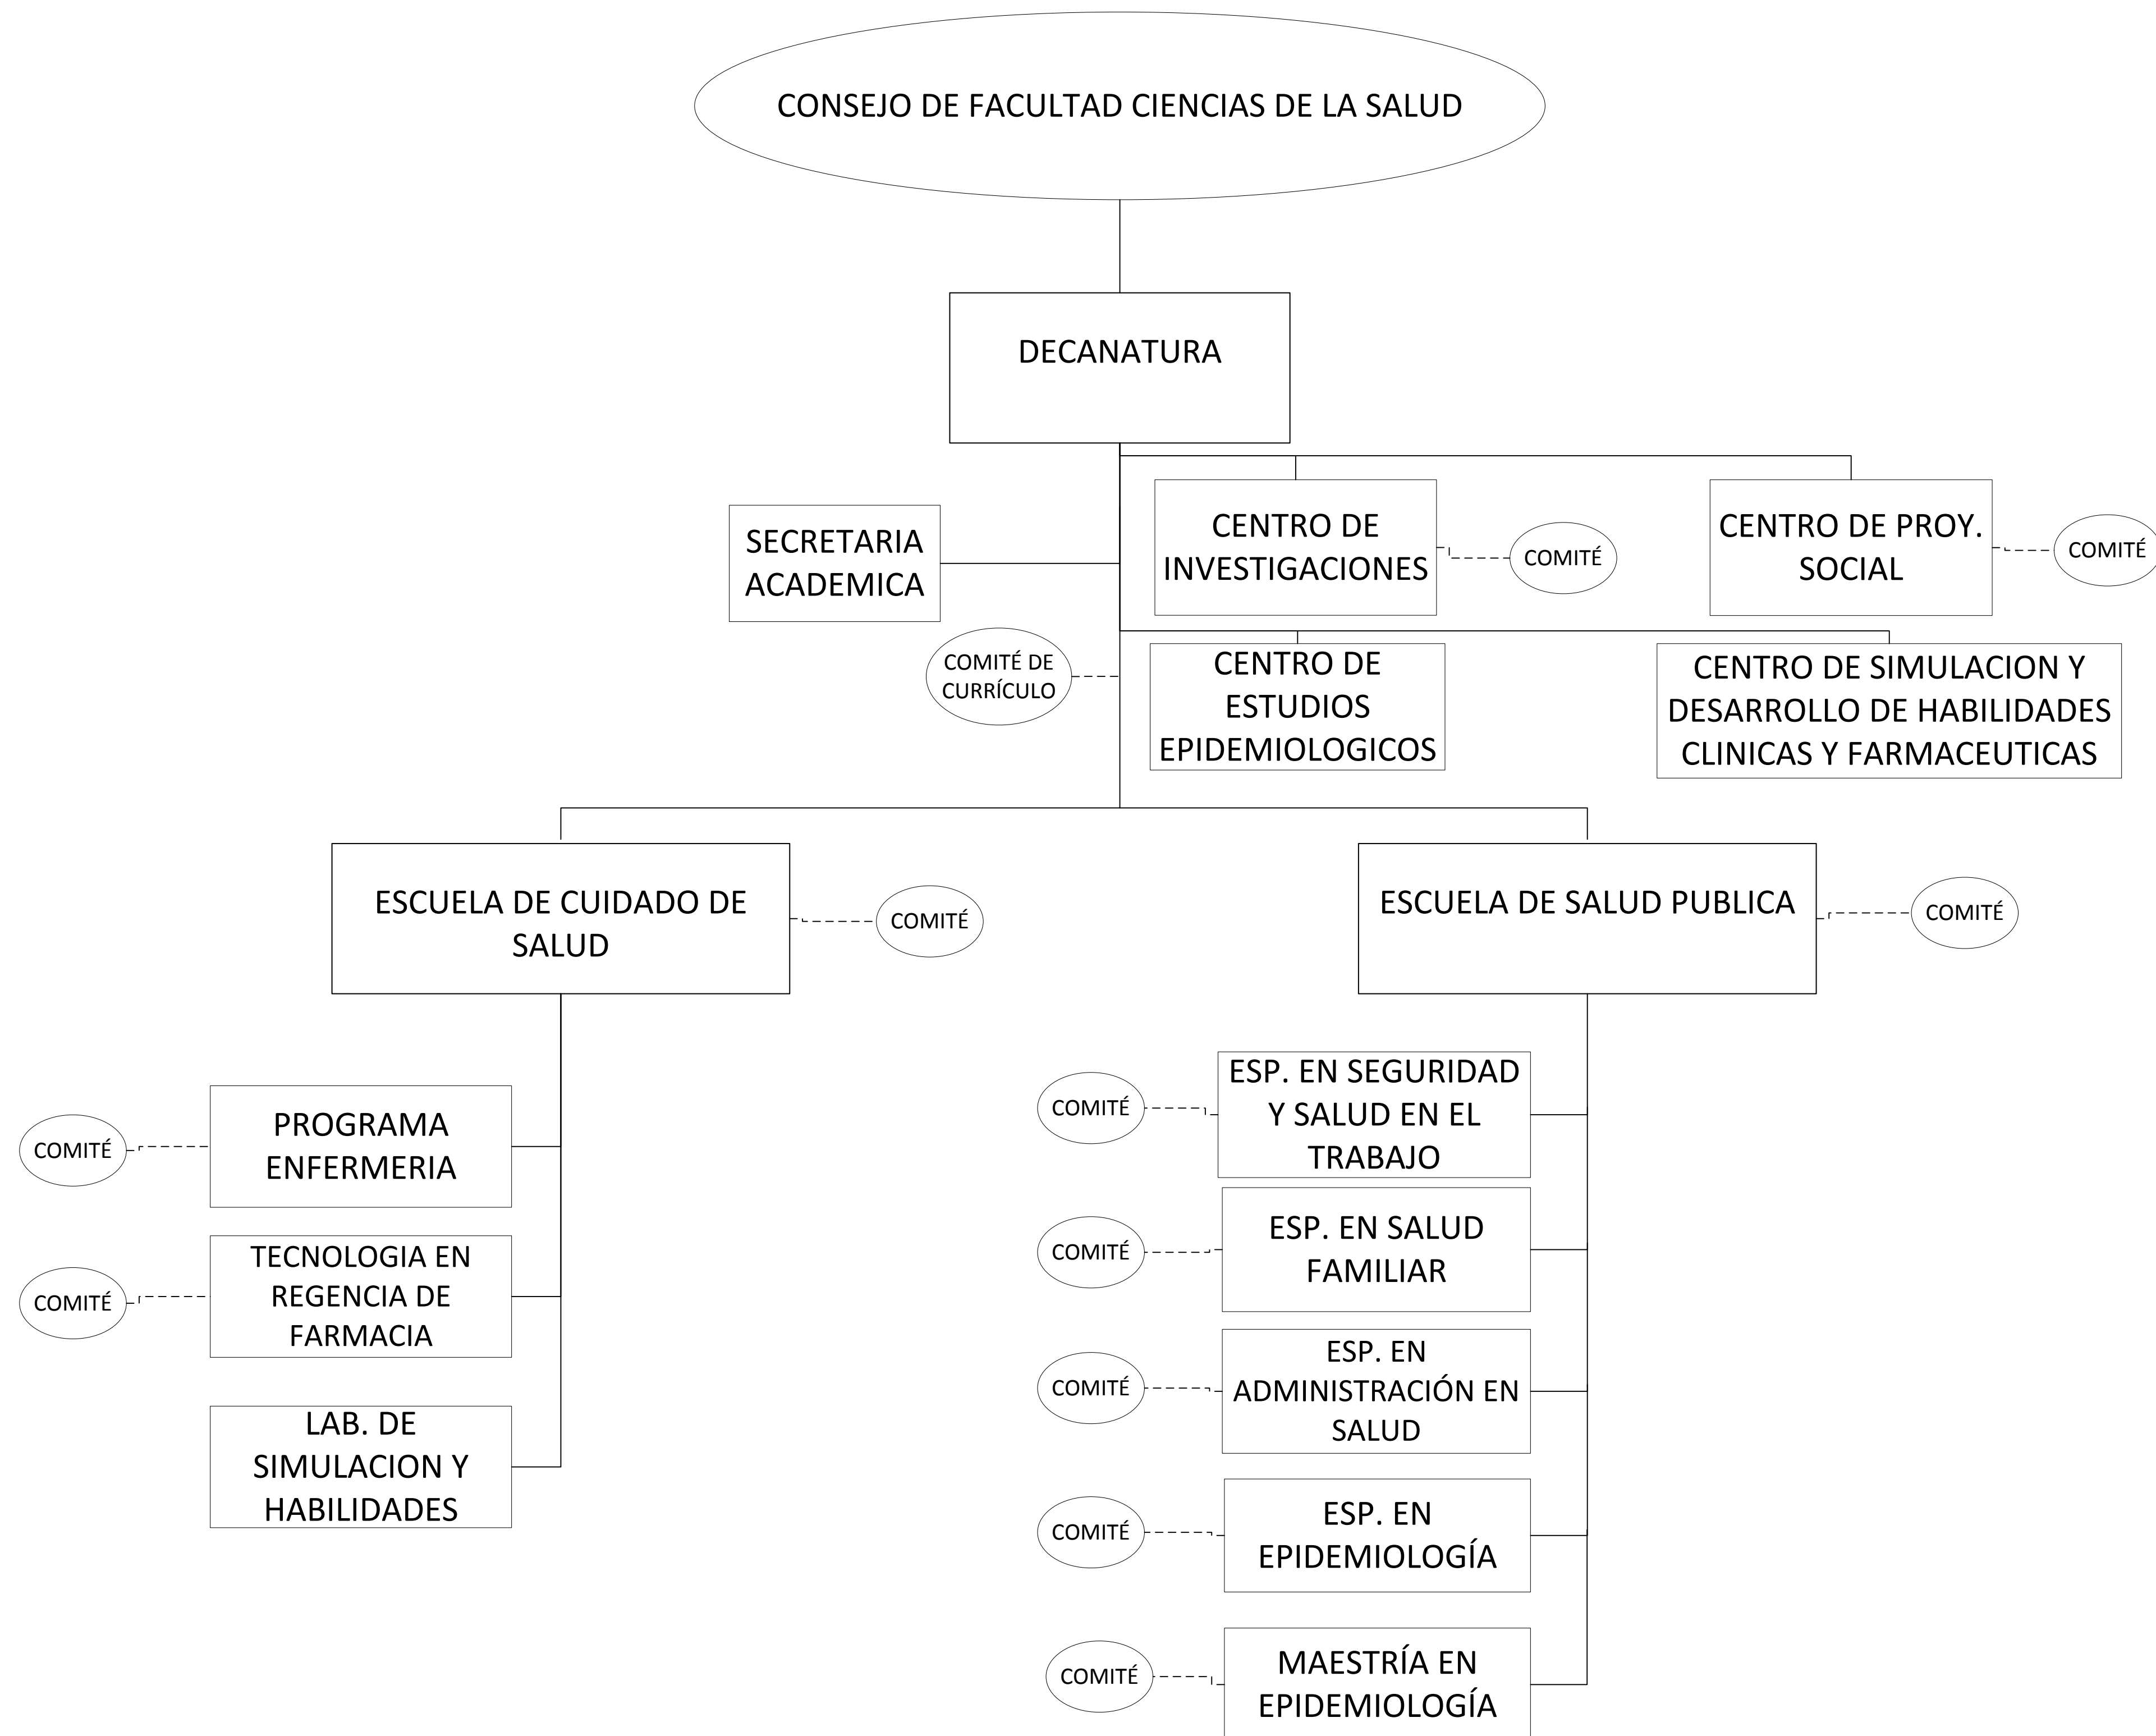 CONSEJO DE FACULTAD CIENCIAS DE LA SALUD
DECANATURA
SECRETARIA
ACADEMICA
CENTRO DE
INVESTIGACIONES
COMITÉ
CENTRO DE PROY.
SOCIAL
COMITÉ
COMITÉ DE
CURRÍCULO
CENTRO DE
ESTUDIOS
EPIDEMIOLOGICOS
CENTRO DE SIMULACION Y
DESARROLLO DE HABILIDADES
CLINICAS Y FARMACEUTICAS
ESCUELA DE CUIDADO DE
SALUD
COMITÉ
ESCUELA DE SALUD PUBLICA
COMITÉ
COMITÉ
PROGRAMA
ENFERMERIA
COMITÉ
TECNOLOGIA EN
REGENCIA DE
FARMACIA
LAB. DE
SIMULACION Y
HABILIDADES
COMITÉ
ESP. EN SEGURIDAD
Y SALUD EN EL
TRABAJO
COMITÉ
ESP. EN SALUD
FAMILIAR
COMITÉ
ESP. EN
ADMINISTRACIÓN EN
SALUD
COMITÉ
ESP. EN
EPIDEMIOLOGÍA
COMITÉ
MAESTRÍA EN
EPIDEMIOLOGÍA